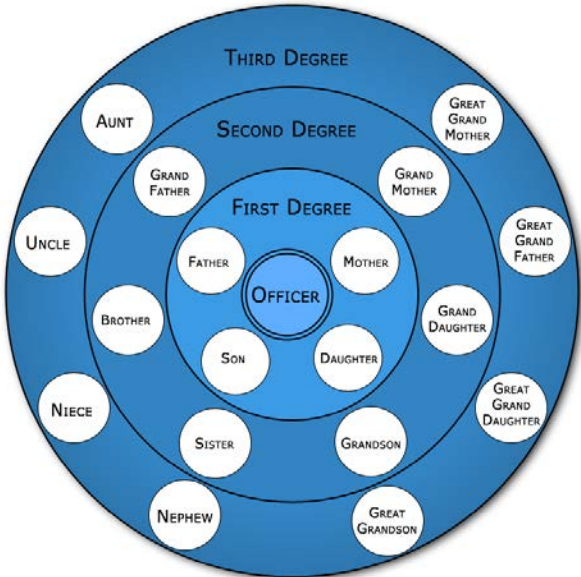 THIRD DEGREE
AUNT
GREAT
GRAND
MOTHER
SECOND DEGREE
GRAND
FATHER
GRAND
MOTHER
FIRST DEGREE
UNCLE
GREAT
GRAND
FATHER
FATHER
MOTHER
OFFICER
BROTHER
GRAND
DAUGHTER
SON
DAUGHTER
NIECE
GREAT
GRAND
DAUGHTER
SISTER
GRANDSON
NEPHEW
GREAT
GRANDSON